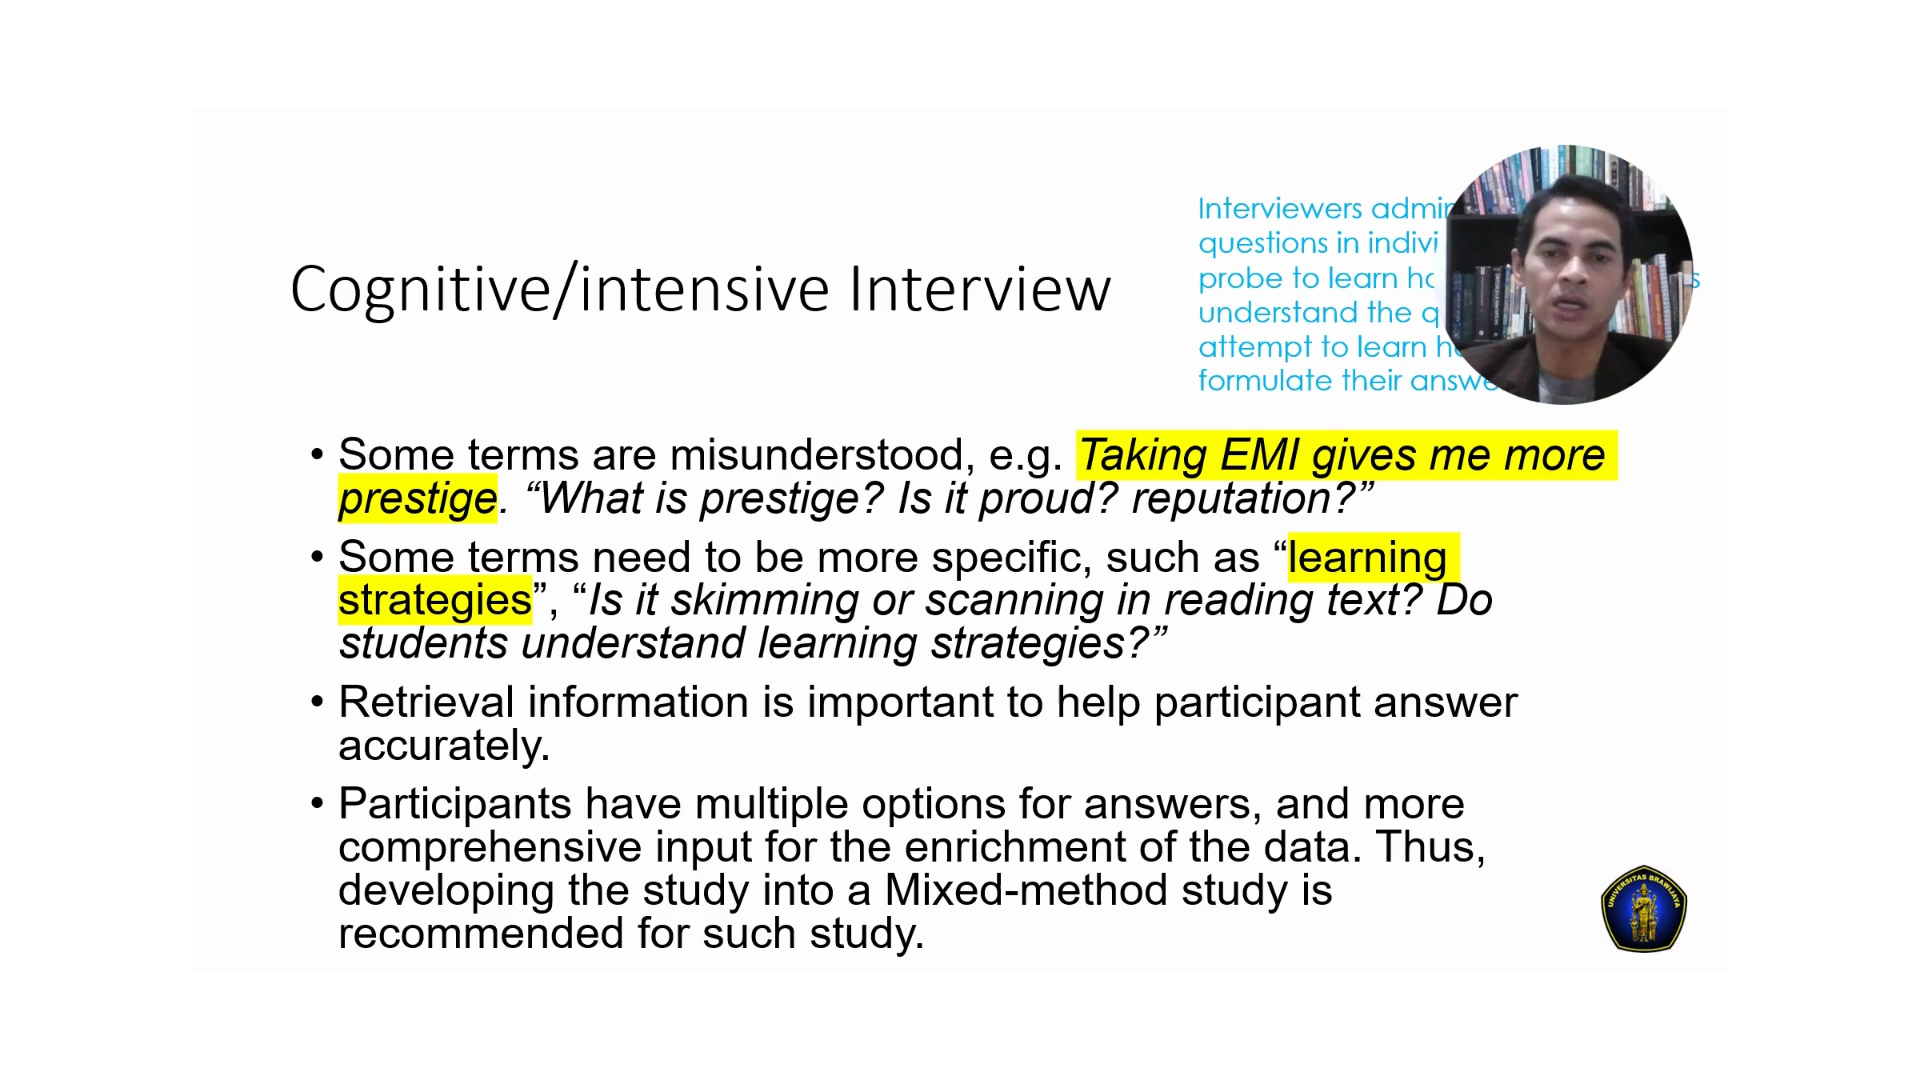 Cognitive/intensive Interview
Interviewers
questions in
probe to learn
understand the
attempt to learn
formulate their
• Some terms are misunderstood, e.g. Taking EMI gives me more
prestige. “What is prestige? Is it proud? reputation?”
• Some terms need to be more specific, such as “learning
strategies”, “Is it skimming or scanning in reading text? Do
students understand learning strategies?”
• Retrieval information is important to help participant answer
accurately.
• Participants have multiple options for answers, and more
comprehensive input for the enrichment of the data. Thus,
developing the study into a Mixed-method study is
recommended for such study.
UNIVERSITAS BRAWIJAYA